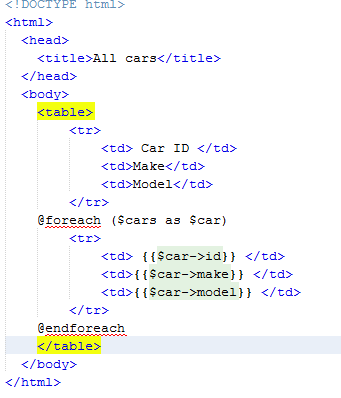 <!DOCTYPE html>
<html>
<head>
<title>All cars</title>
</head>
<body>
<table>
<tr>
<td> Car ID </td>
<td>Make</td>
<td>Model</td>
</tr>
@foreach ($cars as $car)
<tr>
<td> {{$car->id}} </td>
<td>{{$car->make}} </td>
<td>{{$car->model}} </td>
</tr>
@endforeach
</table>
</body>
</html>